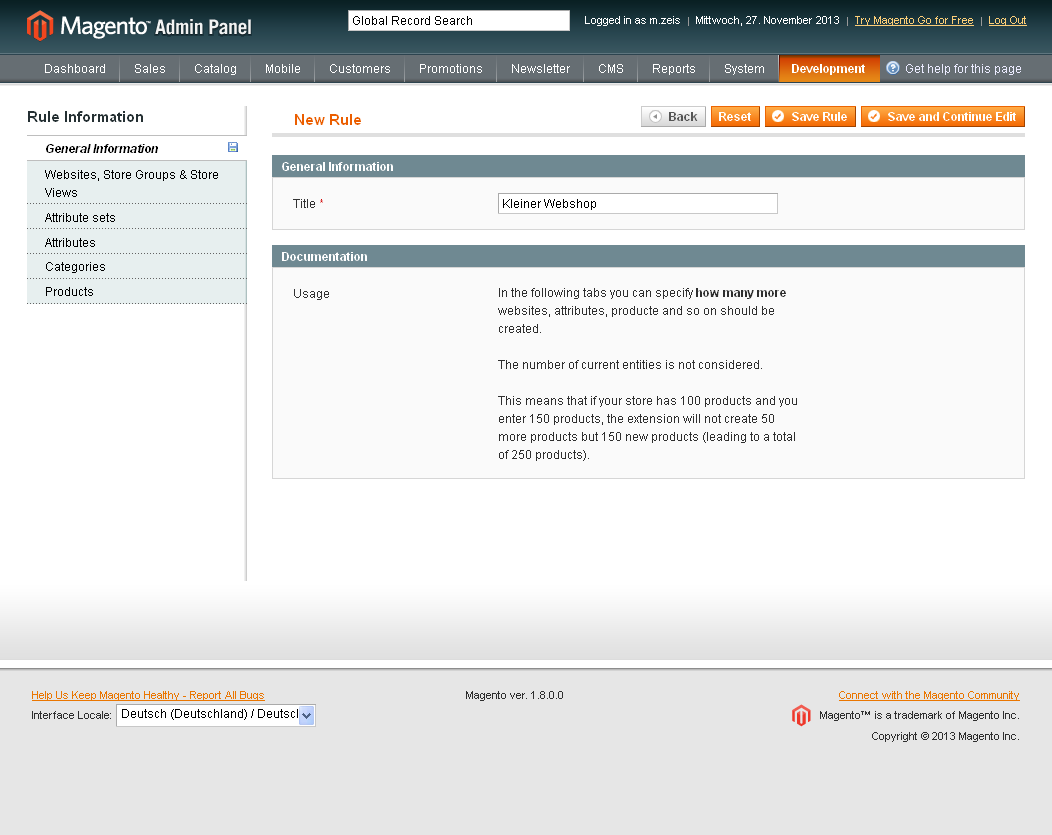 Magento™ Admin Panel
Global Record Search
Logged in as m.zeis | Mittwoch, 27. November 2013 | Try Magento Go for Free | Log Out
Dashboard Sales Catalog Mobile Customers Promotions Newsletter CMS Reports System Development Get help for this page
Rule Information
General Information
Websites, Store Groups & Store
Views
Attribute sets
Attributes
Categories
Products
New Rule
Back Reset Save Rule Save and Continue Edit
General Information
Title * Kleiner Webshop
Documentation
Usage
In the following tabs you can specify how many more
websites, attributes, producte and so on should be
created.
The number of current entities is not considered.
This means that if your store has 100 products and you
enter 150 products, the extension will not create 50
more products but 150 new products (leading to a total
of 250 products).
Help Us Keep Magento Healthy - Report All Bugs
Interface Locale: Deutsch (Deutschland) / Deutscl
Magento ver. 1.8.0.0
Connect with the Magento Community
Magento™ is a trademark of Magento Inc.
Copyright © 2013 Magento Inc.